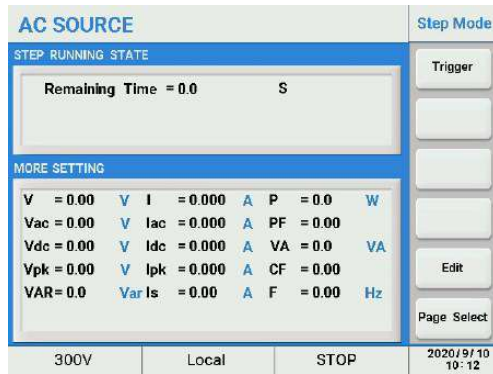 AC SOURCE
Step Mode
STEP RUNNING STATE
Remaining Time = 0.0 S
MORE SETTING
V = 0.00 V I = 0.000 A P = 0.0 W
Vac = 0.00 V Iac = 0.000 A PF = 0.00
Vdc = 0.00 V Idc = 0.000 A VA = 0.0 VA
Vpk = 0.00 V Ipk = 0.000 A CF = 0.00
VAR= 0.0 Var Is = 0.00 A F = 0.00 Hz
Trigger
Edit
Page Select
300V Local STOP
2020/9/10
10:12